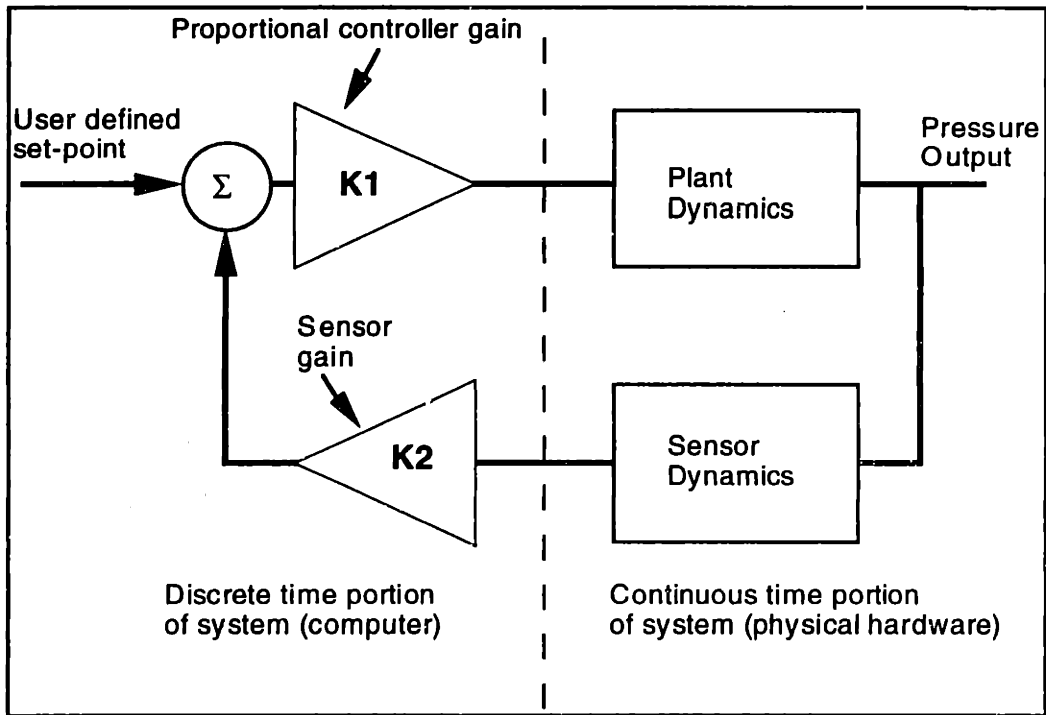 Proportional controller gain
User defined
set-point
Σ
K1
Plant
Dynamics
Pressure
Output
Sensor
gain
K2
Sensor
Dynamics
Discrete time portion
of system (computer)
Continuous time portion
of system (physical hardware)